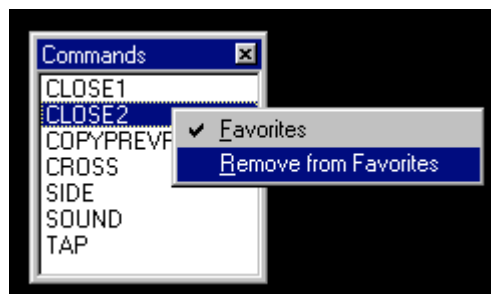 Commands
CLOSE1
CLOSE2
COPYPREVF
CROSS
SIDE
SOUND
TAP
Favorites
Remove from Favorites